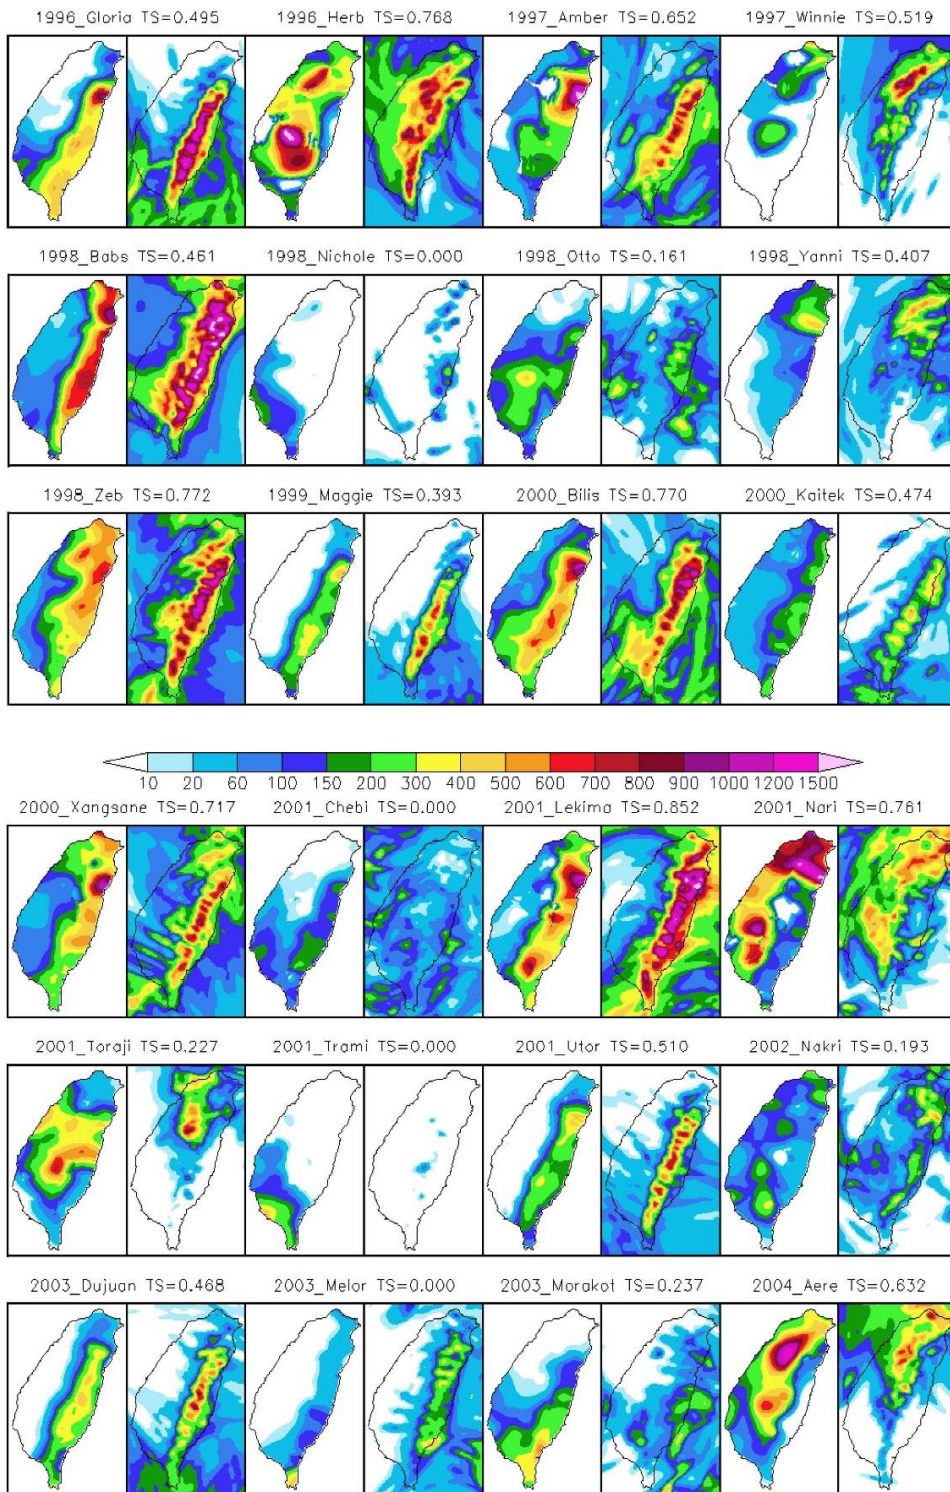 1996_Gloria TS=0.495 1996_Herb TS=0.768 1997_Amber TS=0.652 1997_Winnie TS=0.519
1998_Babs TS=0.461 1998_Nichole TS=0.000 1998_Otto TS=0.161 1998_Yanni TS=0.407
1998_Zeb TS=0.772 1999_Maggie TS=0.393 2000_Bilis TS=0.770 2000_Kaitek TS=0.474
10 20 60 100 150 200 300 400 500 600 700 800 900 1000 1200 1500
2000_Xangsane TS=0.717 2001_Chebi TS=0.000 2001_Lekima TS=0.852 2001_Nari TS=0.761
2001_Toraji TS=0.227 2001_Trami TS=0.000 2001_Utor TS=0.510 2002_Nakri TS=0.193
2003_Dujuan TS=0.468 2003_Melor TS=0.000 2003_Morakot TS=0.237 2004_Aere TS=0.632